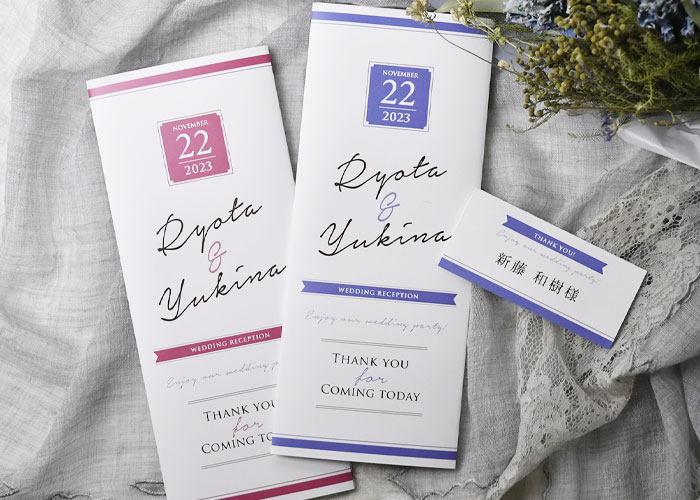 NOVEMBER
22
2023
Ryota
&
Yukina
WEDDING RECEPTION
Enjoy our wedding party!
THANK YOU
for
COMING TODAY
NOVEMBER
22
2023
Ryota
&
Yukina
WEDDING RECEPTION
Enjoy our wedding party!
THANK YOU
for
COMING TODAY
THANK YOU!
Enjoy our wedding party!
新藤 和樹様